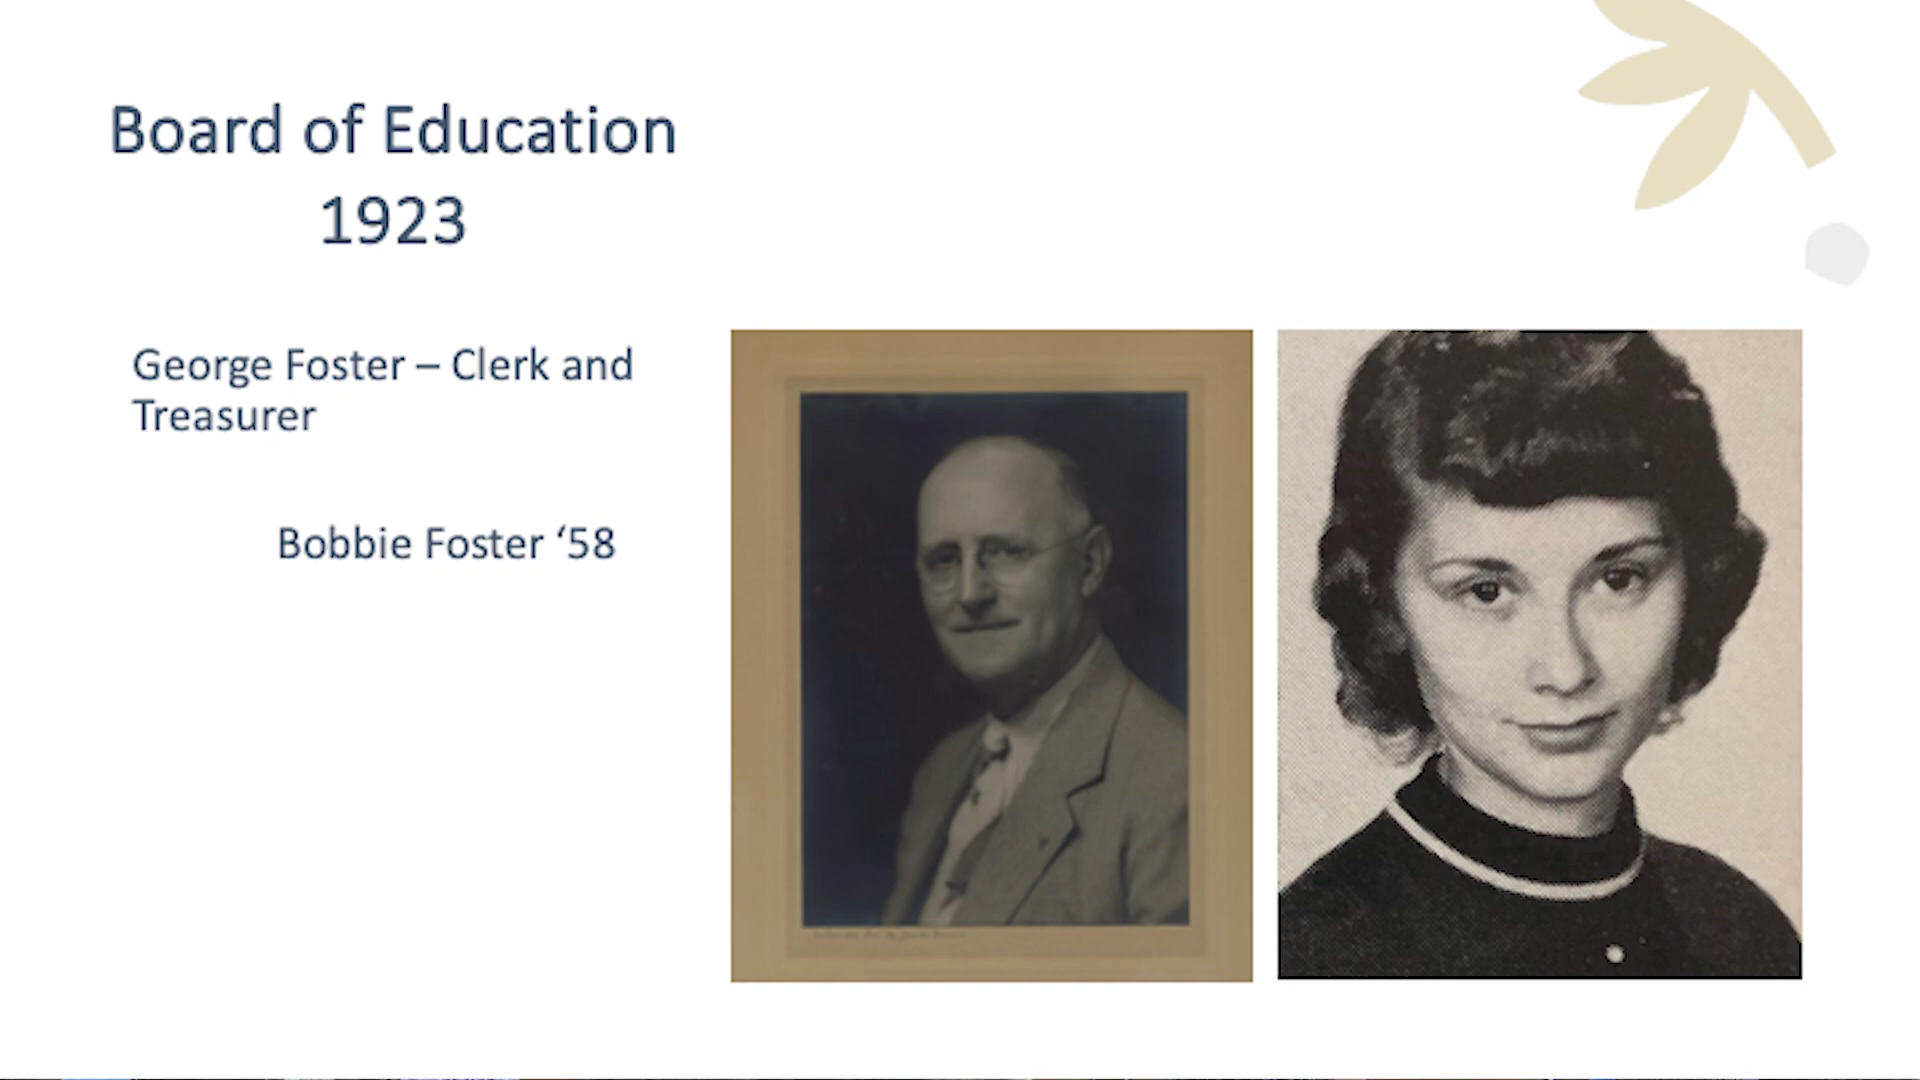 Board of Education
1923
George Foster – Clerk and
Treasurer
Bobbie Foster ‘58